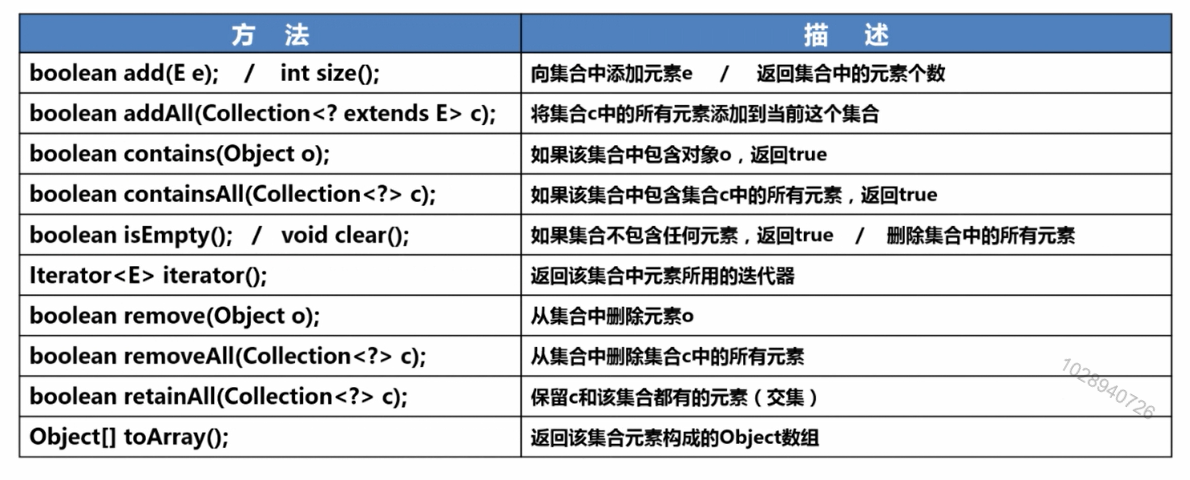 方 法 描 述
boolean add(E e); / int size(); 向集合中添加元素e / 返回集合中的元素个数
boolean addAll(Collection<? extends E> c); 将集合c中的所有元素添加到当前这个集合
boolean contains(Object o); 如果该集合中包含对象o，返回true
boolean containsAll(Collection<?> c); 如果该集合中包含集合c中的所有元素，返回true
boolean isEmpty(); / void clear(); 如果集合不包含任何元素，返回true / 删除集合中的所有元素
Iterator<E> iterator(); 返回该集合中元素所用的迭代器
boolean remove(Object o); 从集合中删除元素o
boolean removeAll(Collection<?> c); 从集合中删除集合c中的所有元素
boolean retainAll(Collection<?> c); 保留c和该集合都有的元素（交集）
Object[] toArray(); 返回该集合元素构成的Object数组
1028940726